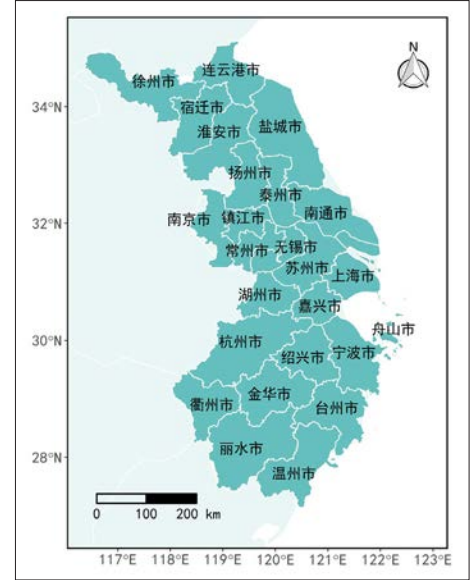 N
连云港市
徐州市
34°N
宿迁市
淮安市
盐城市
扬州市
泰州市
32°N
南京市
镇江市
南通市
常州市
无锡市
苏州市
上海市
湖州市
嘉兴市
舟山市
30°N
杭州市
绍兴市
宁波市
衢州市
金华市
台州市
28°N
丽水市
温州市
0 100 200 km
117°E 118°E 119°E 120°E 121°E 122°E 123°E